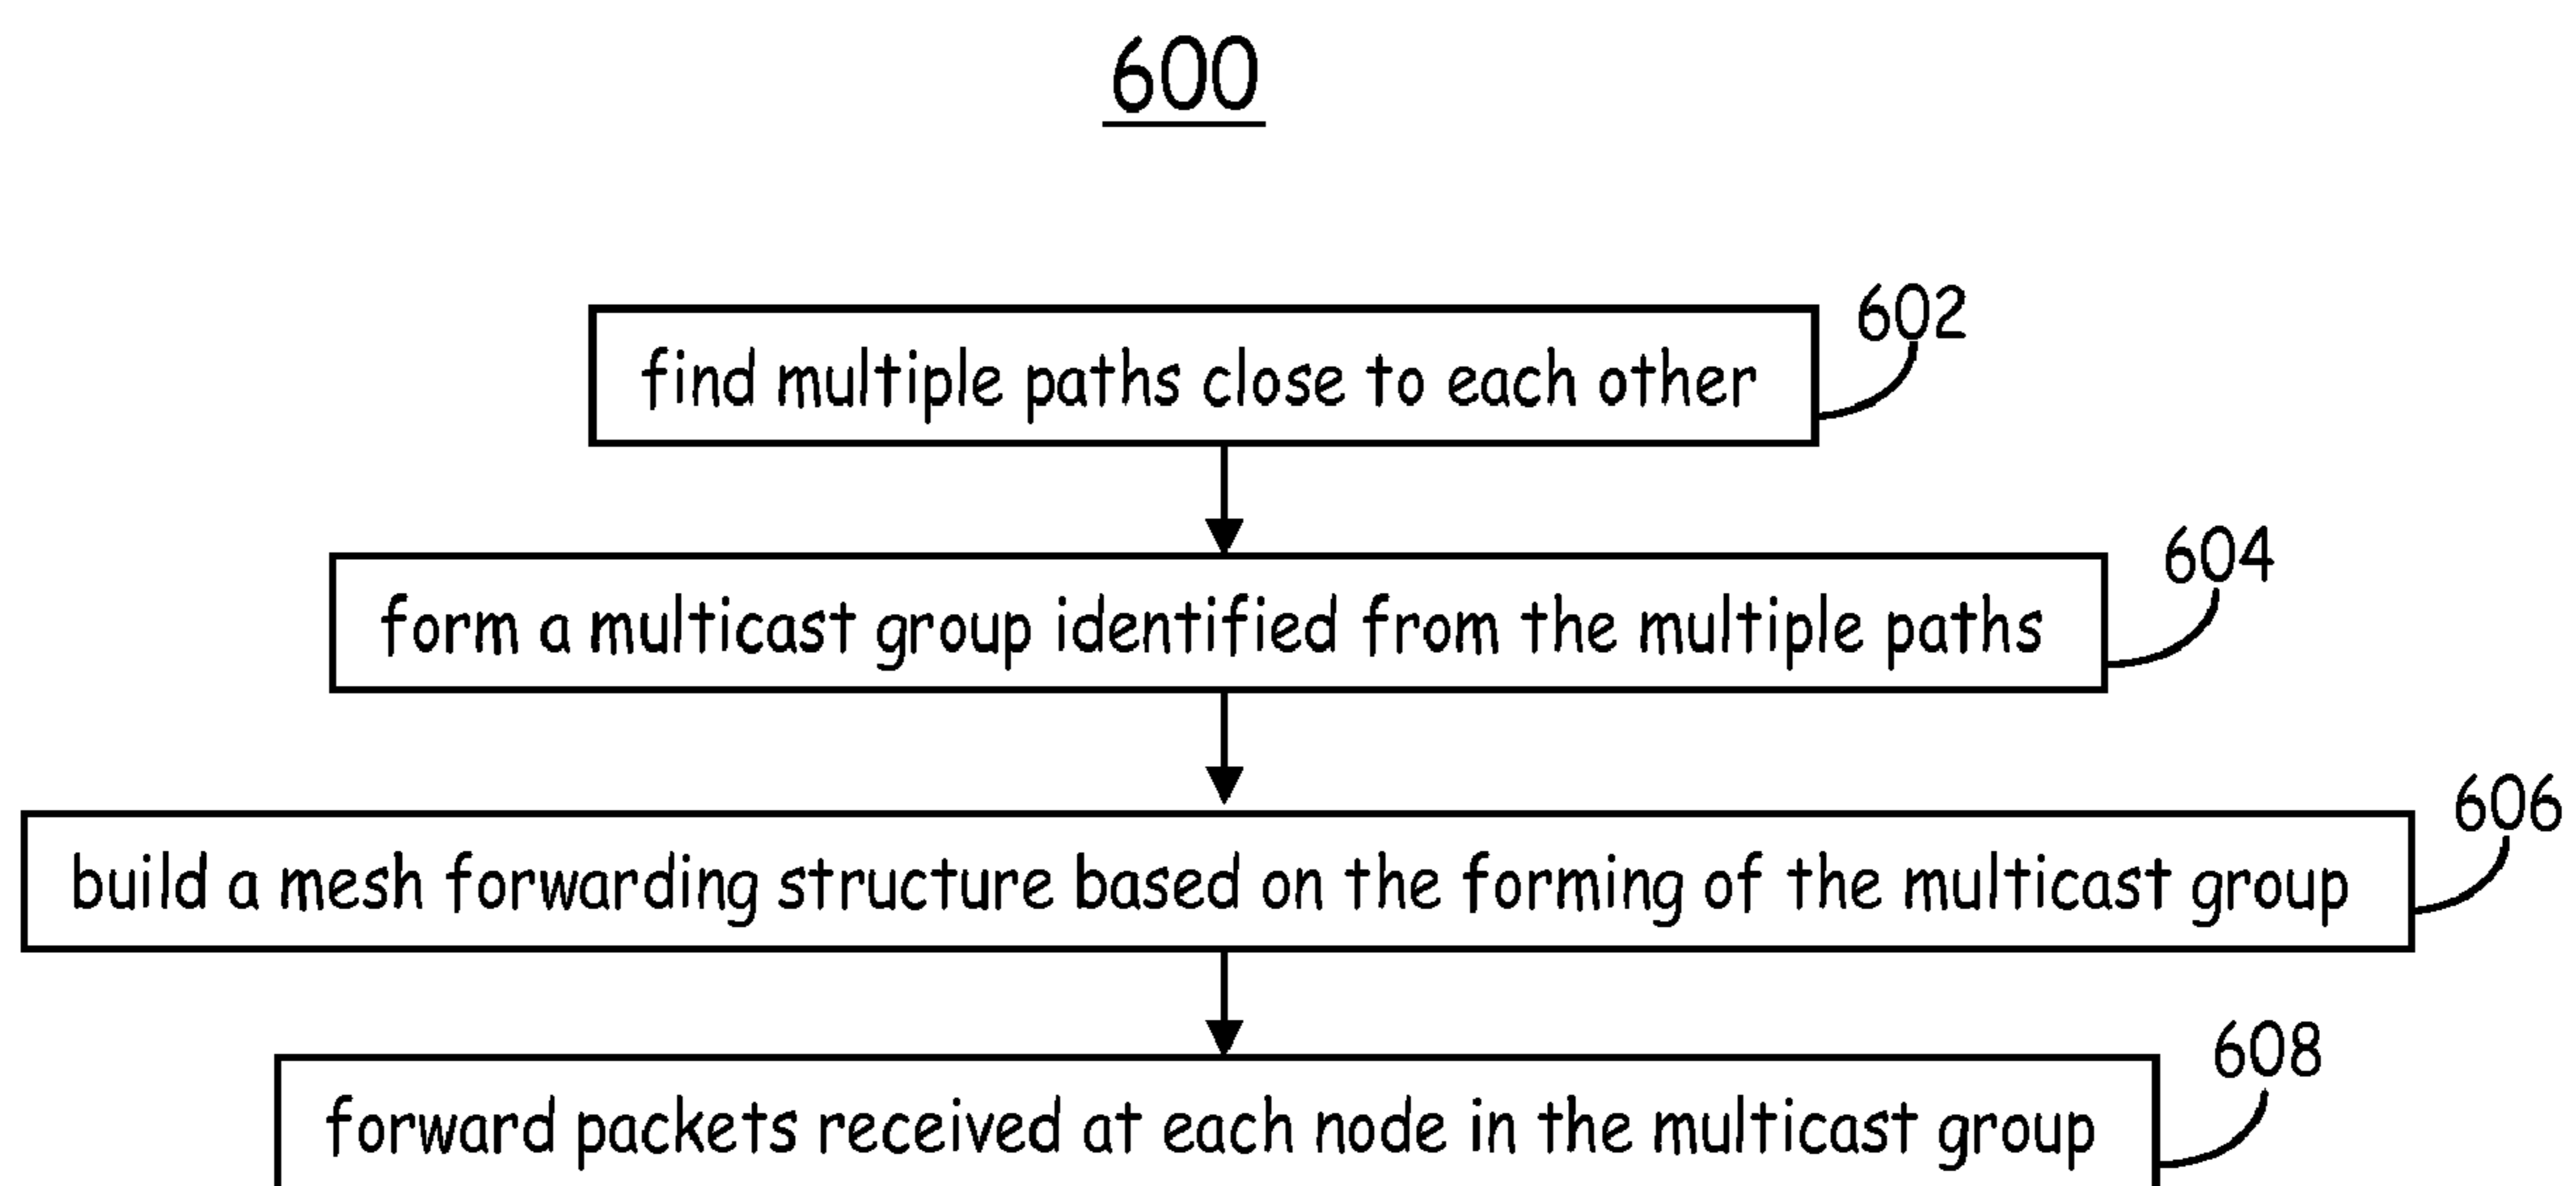 600
602
find multiple paths close to each other
604
form a multicast group identified from the multiple paths
606
build a mesh forwarding structure based on the forming of the multicast group
608
forward packets received at each node in the multicast group